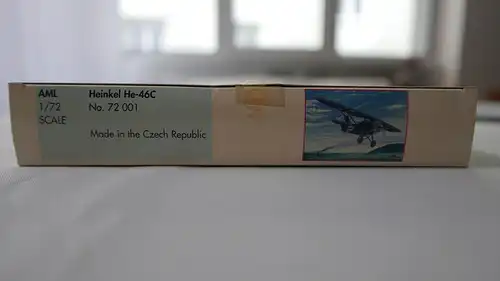 AML Heinkel He-46C
1/72 No. 72 001
SCALE
Made in the Czech Republic